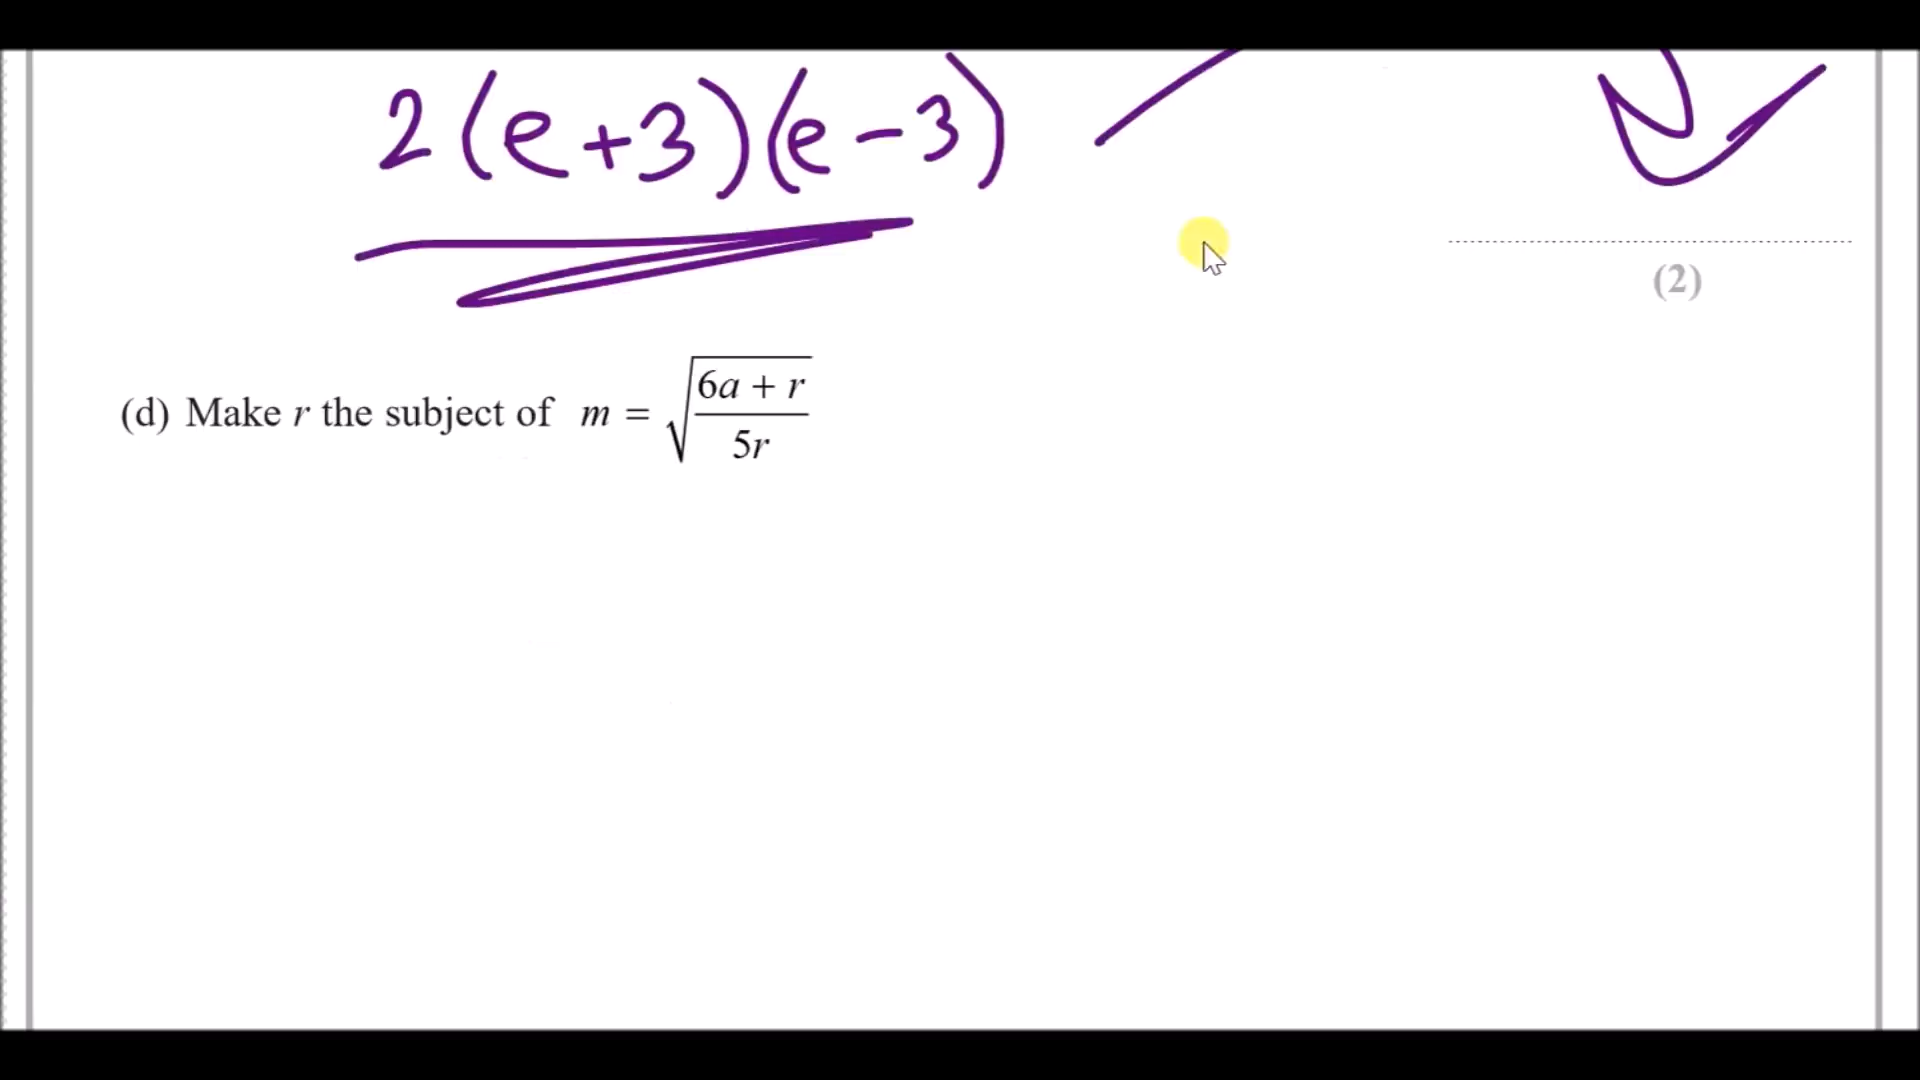 2(e+3)(e-3)
(2)
(d) Make r the subject of m = √((6a + r)/(5r))